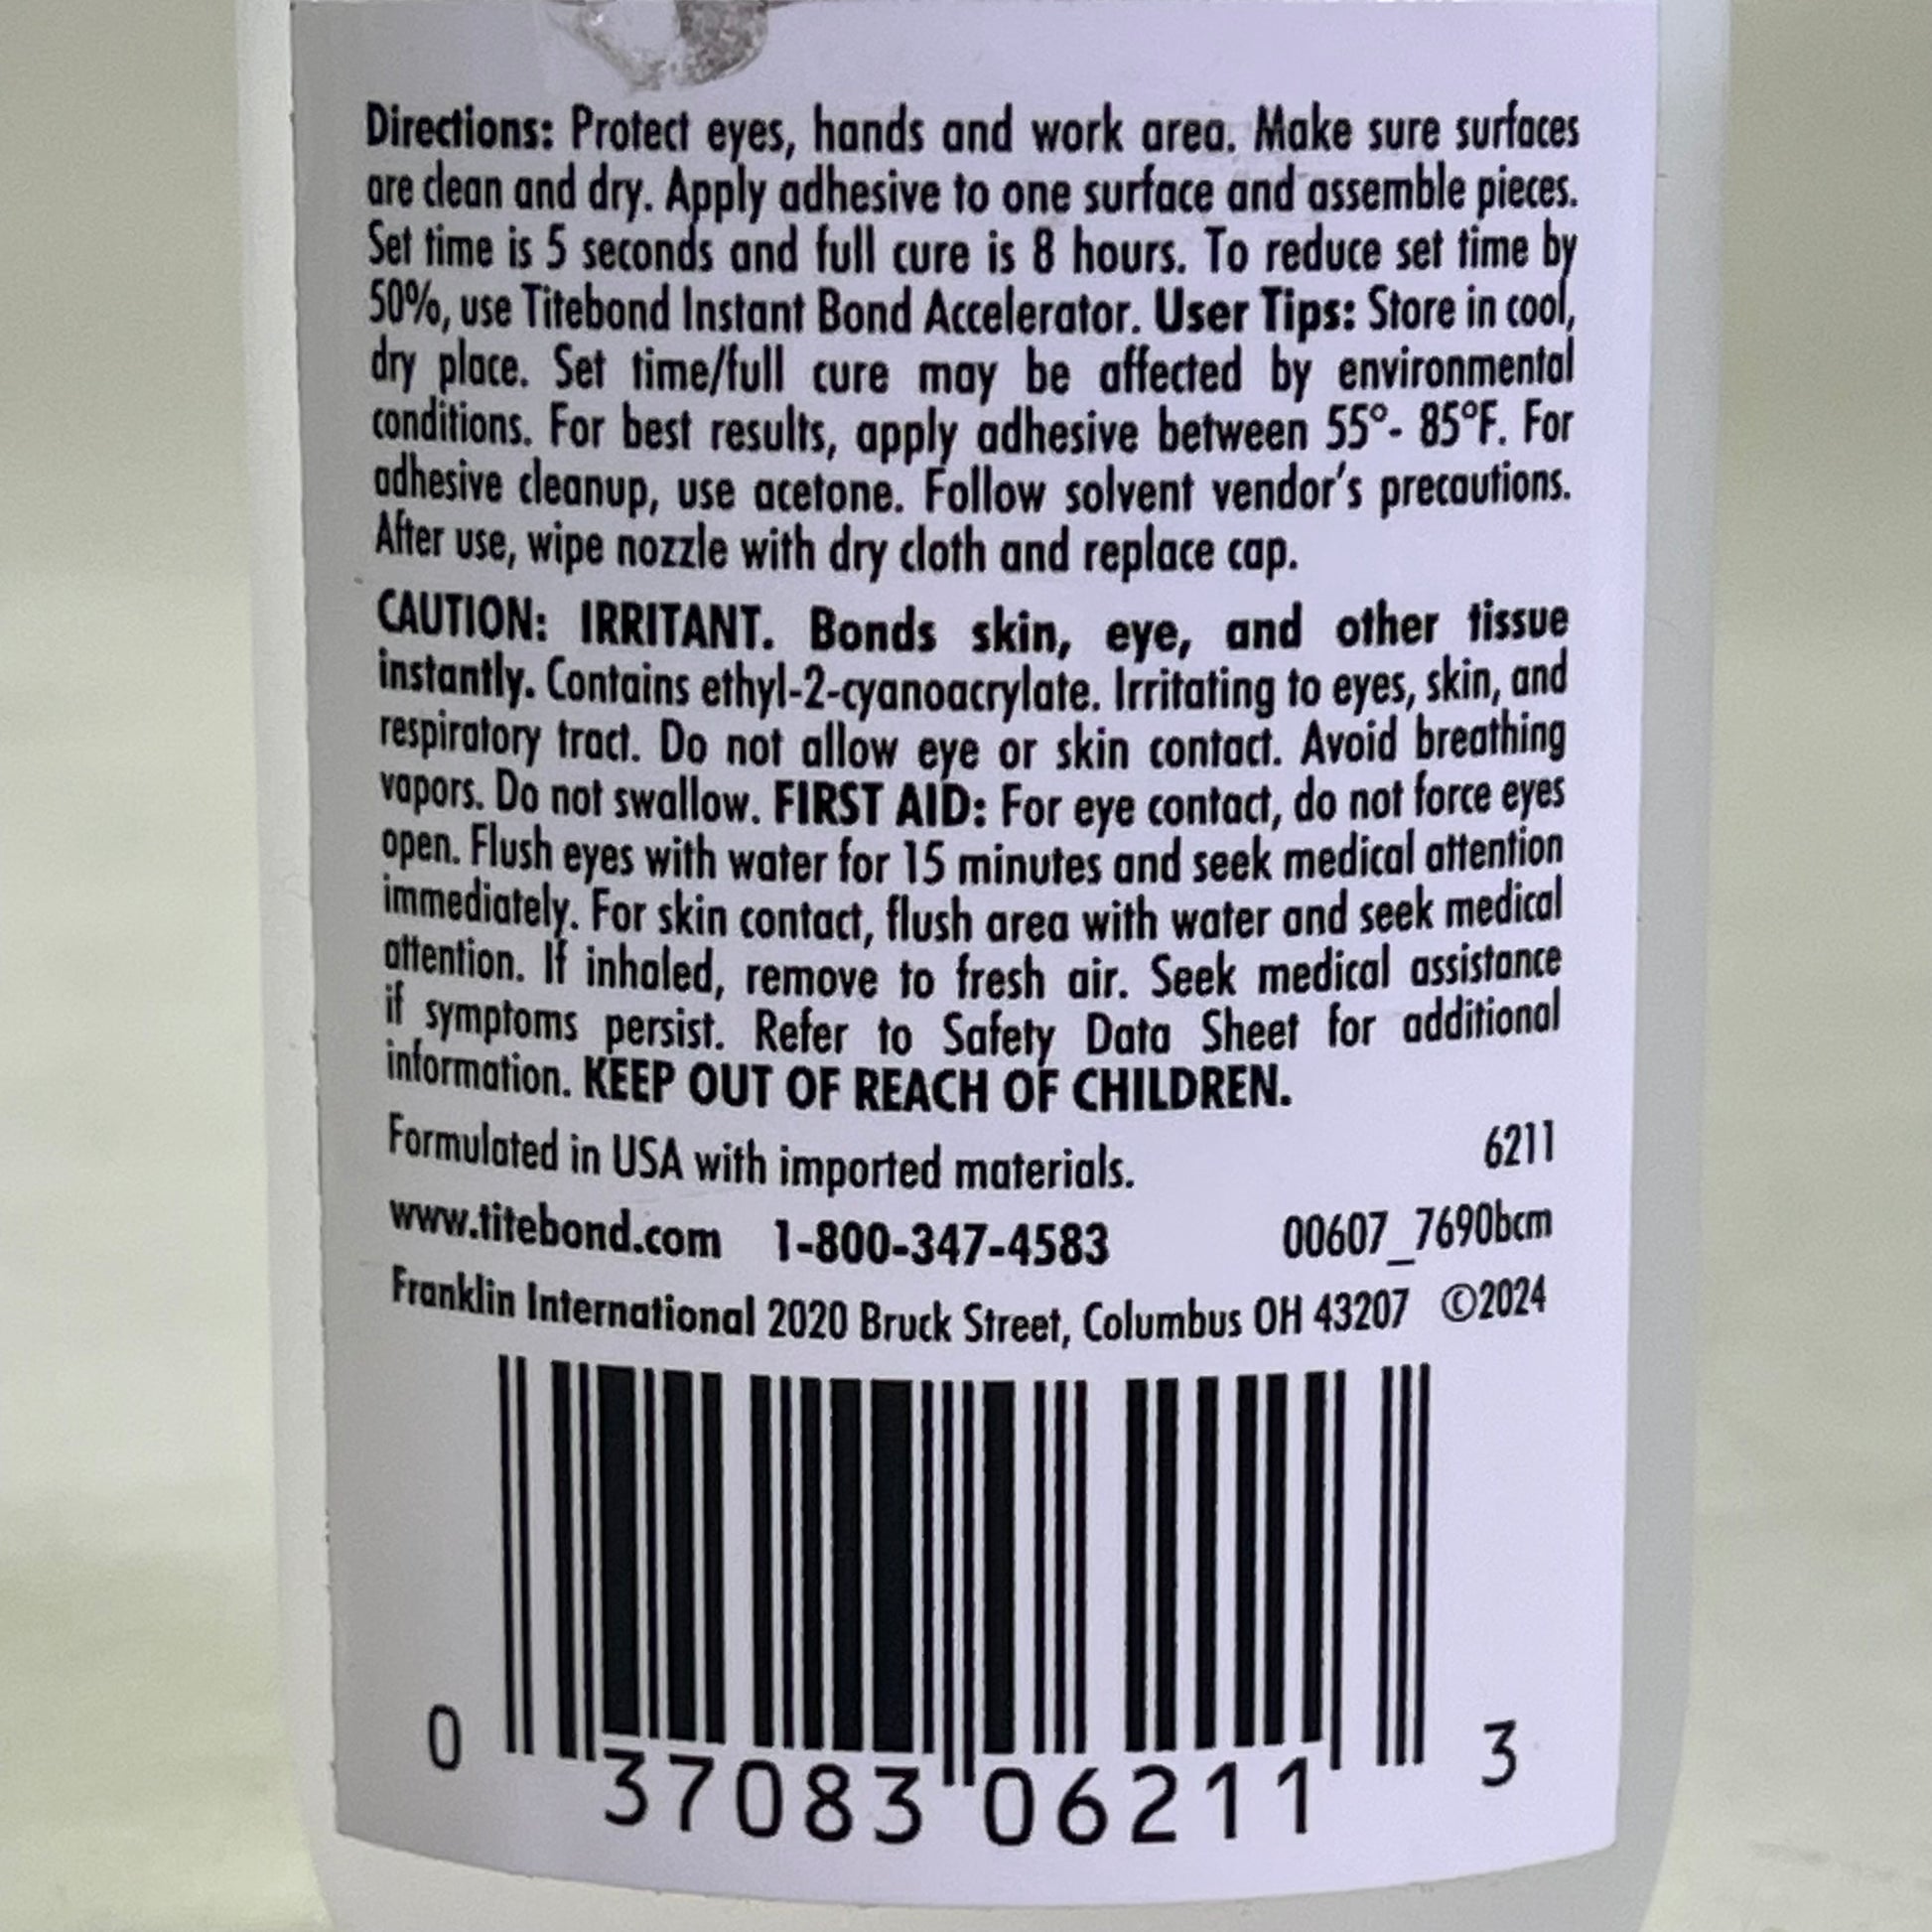 Directions: Protect eyes, hands and work area. Make sure surfaces
are clean and dry. Apply adhesive to one surface and assemble pieces.
Set time is 5 seconds and full cure is 8 hours. To reduce set time by
50%, use Titebond Instant Bond Accelerator. User Tips: Store in cool,
dry place. Set time/full cure may be affected by environmental
conditions. For best results, apply adhesive between 55°- 85°F. For
adhesive cleanup, use acetone. Follow solvent vendor's precautions.
After use, wipe nozzle with dry cloth and replace cap.
CAUTION: IRRITANT. Bonds skin, eye, and other tissue
instantly. Contains ethyl-2-cyanoacrylate. Irritating to eyes, skin, and
respiratory tract. Do not allow eye or skin contact. Avoid breathing
vapors. Do not swallow. FIRST AID: For eye contact, do not force eyes
open. Flush eyes with water for 15 minutes and seek medical attention
immediately. For skin contact, flush area with water and seek medical
attention. If inhaled, remove to fresh air. Seek medical assistance
if symptoms persist. Refer to Safety Data Sheet for additional
information. KEEP OUT OF REACH OF CHILDREN.
Formulated in USA with imported materials. 6211
www.titebond.com 1-800-347-4583 00607_7690bcm
Franklin International 2020 Bruck Street, Columbus OH 43207 ©2024
0 37083 06211 3